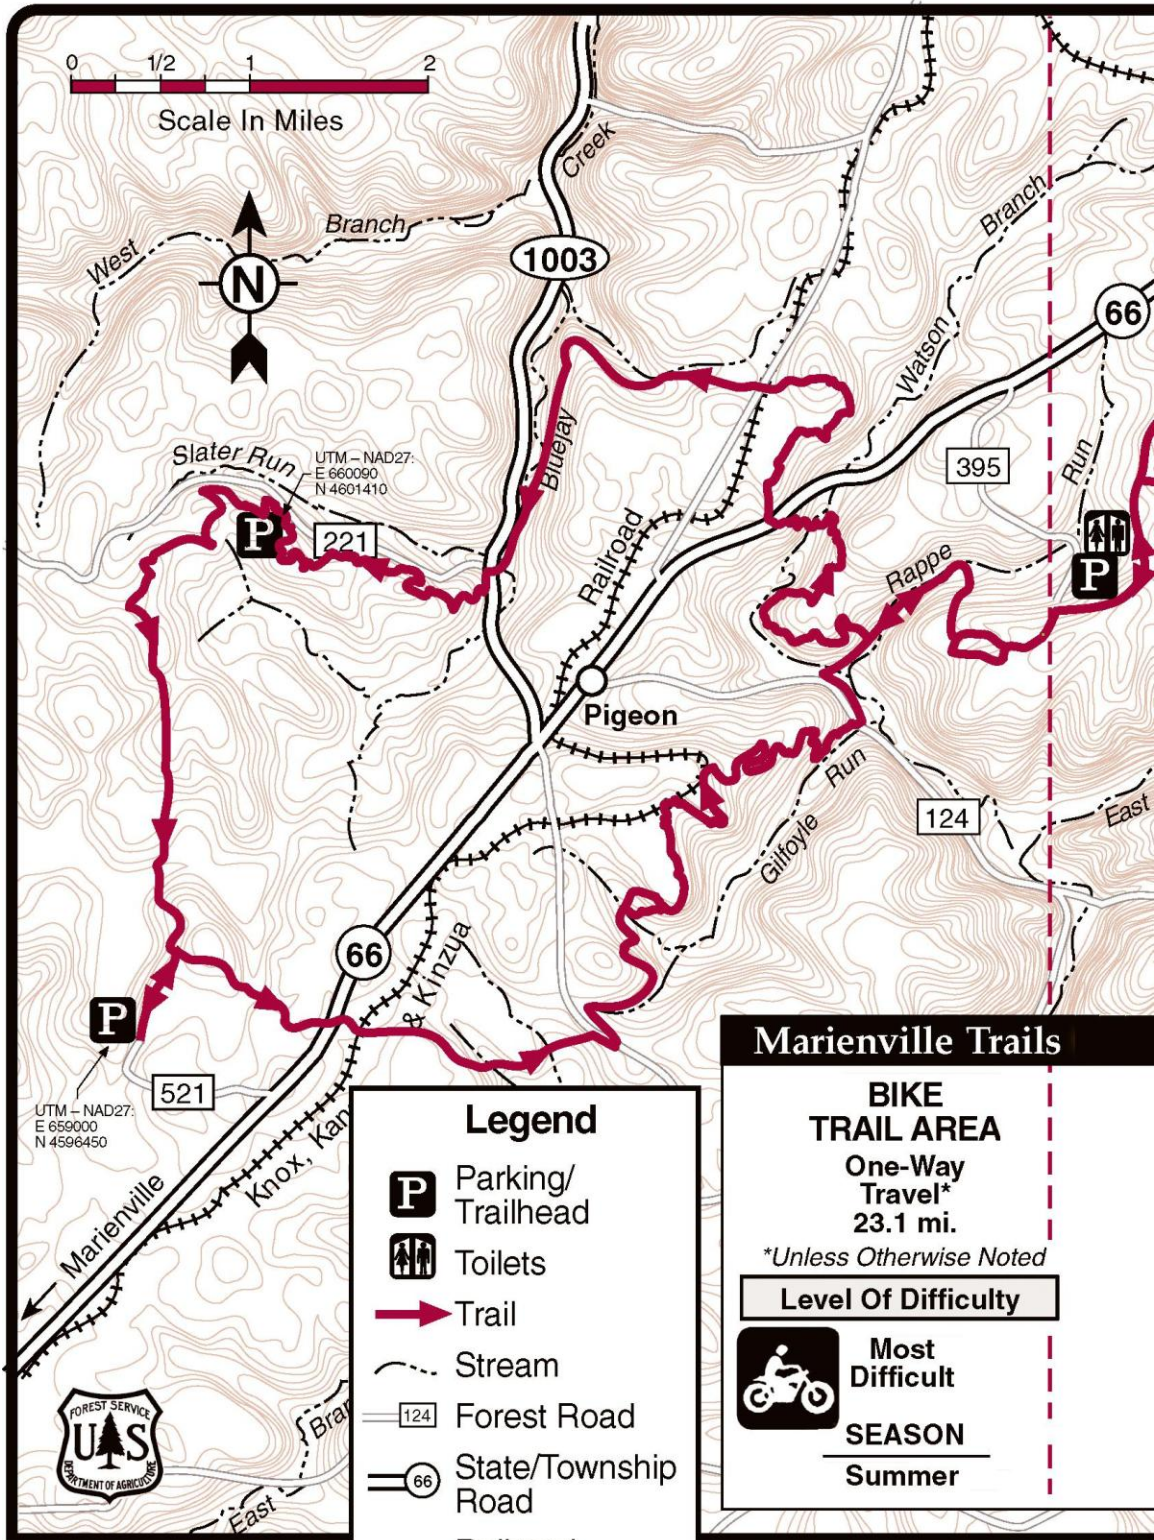 0 1/2 1 2
Scale In Miles
Creek
Branch
West
N
1003
Branch
66
Watson
Slater Run
UTM – NAD27:
E 660090
N 4601410
Bluejay
395
Run
P
221
Railroad
Rappe
P
Pigeon
Run
124
East
Gilfoyle
66
& Kinzua
P
521
UTM – NAD27:
E 659000
N 4596450
Knox, Kan
Marienville
Legend
P Parking/
Trailhead
Toilets
Trail
Stream
124 Forest Road
66 State/Township
Road
Marienville Trails
BIKE
TRAIL AREA
One-Way
Travel*
23.1 mi.
*Unless Otherwise Noted
Level Of Difficulty
Most
Difficult
SEASON
Summer
FOREST SERVICE
U S
DEPARTMENT OF AGRICULTURE
East